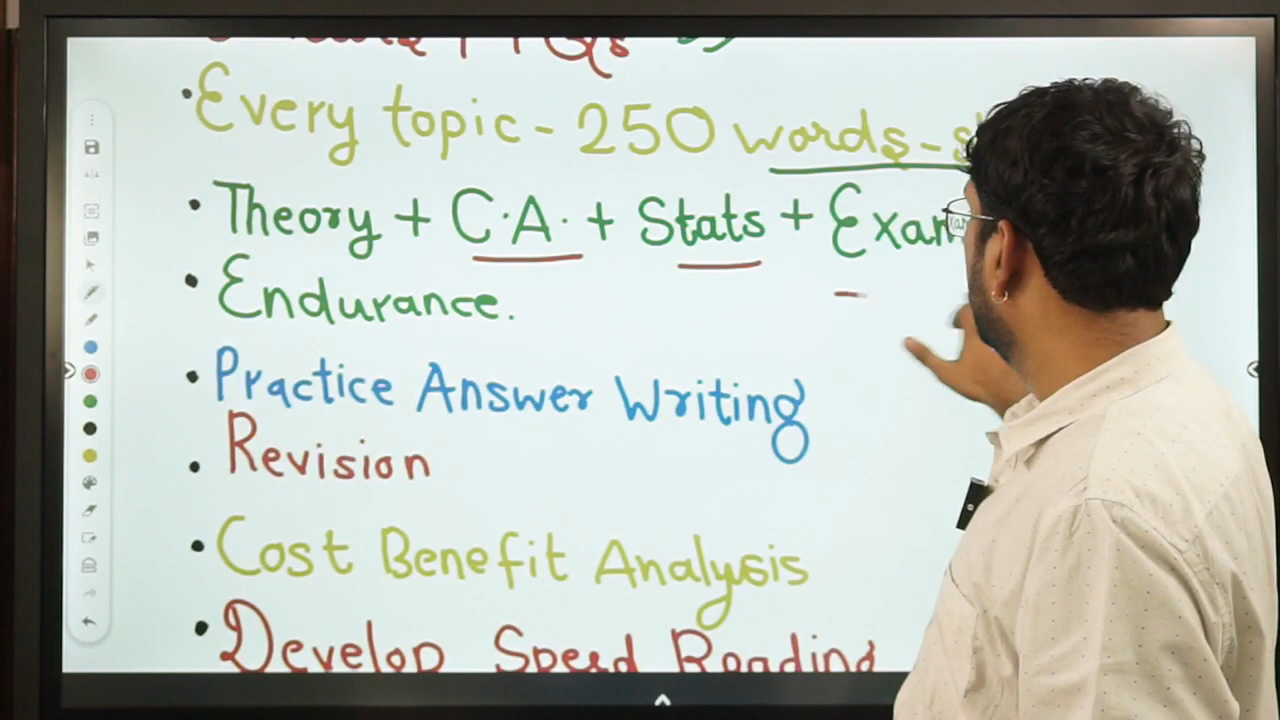 • Every topic - 250 words - s
• Theory + C.A. + Stats + Exam
• Endurance.
• Practice Answer Writing
• Revision
• Cost Benefit Analysis
• Develop Speed Reading